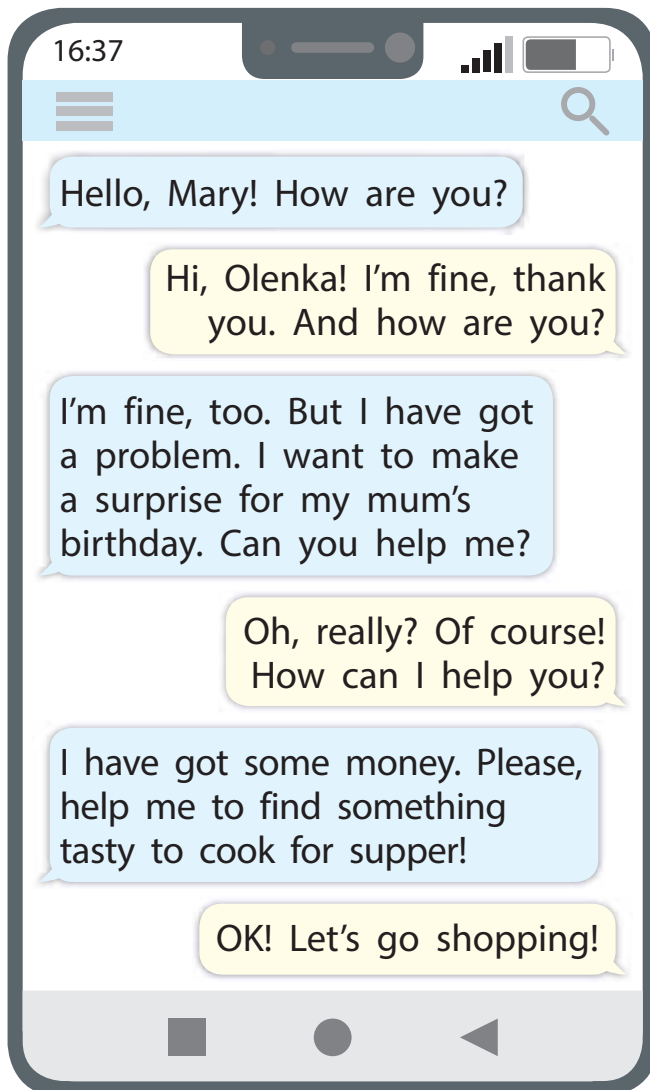 16:37
Hello, Mary! How are you?
Hi, Olenka! I'm fine, thank
you. And how are you?
I'm fine, too. But I have got
a problem. I want to make
a surprise for my mum's
birthday. Can you help me?
Oh, really? Of course!
How can I help you?
I have got some money. Please,
help me to find something
tasty to cook for supper!
OK! Let's go shopping!